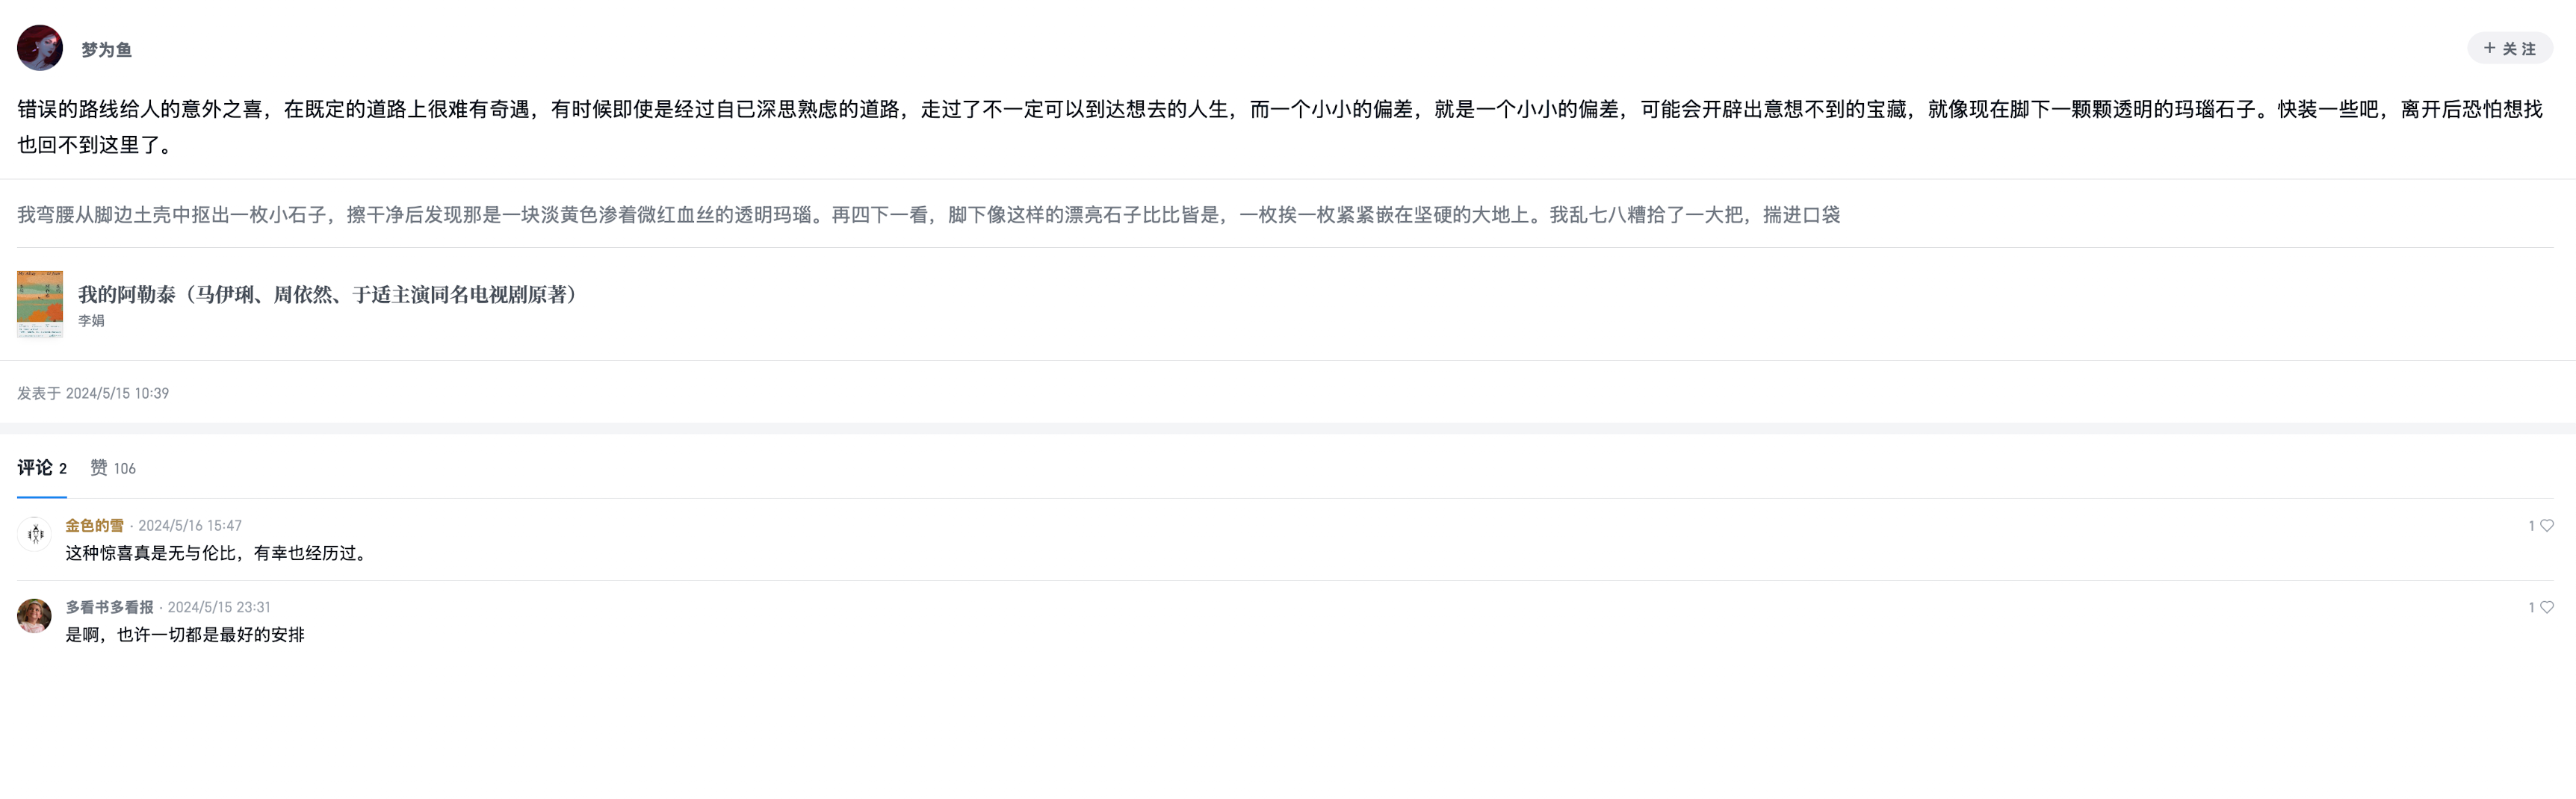 梦为鱼
+ 关注
错误的路线给人的意外之喜，在既定的道路上很难有奇遇，有时候即使是经过自已深思熟虑的道路，走过了不一定可以到达想去的人生，而一个小小的偏差，就是一个小小的偏差，可能会开辟出意想不到的宝藏，就像现在脚下一颗颗透明的玛瑙石子。快装一些吧，离开后恐怕想找
也回不到这里了。
我弯腰从脚边土壳中抠出一枚小石子，擦干净后发现那是一块淡黄色渗着微红血丝的透明玛瑙。再四下一看，脚下像这样的漂亮石子比比皆是，一枚挨一枚紧紧嵌在坚硬的大地上。我乱七八糟拾了一大把，揣进口袋
我的阿勒泰（马伊琍、周依然、于适主演同名电视剧原著）
李娟
发表于 2024/5/15 10:39
评论 2 赞 106
金色的雪 · 2024/5/16 15:47
1
这种惊喜真是无与伦比，有幸也经历过。
多看书多看报 · 2024/5/15 23:31
1
是啊，也许一切都是最好的安排